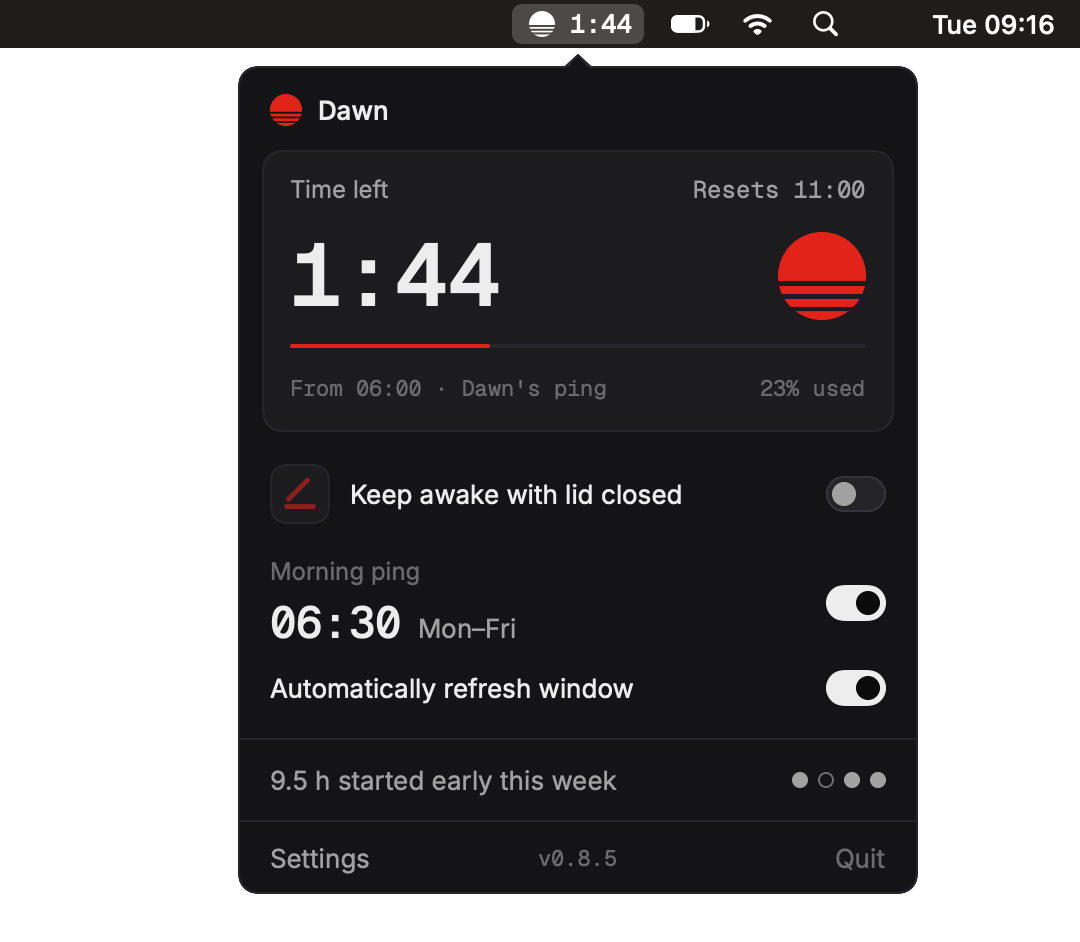 1:44
Tue 09:16
Dawn
Time left
Resets 11:00
1:44
From 06:00 · Dawn's ping
23% used
Keep awake with lid closed
Morning ping
06:30 Mon–Fri
Automatically refresh window
9.5 h started early this week
Settings
v0.8.5
Quit